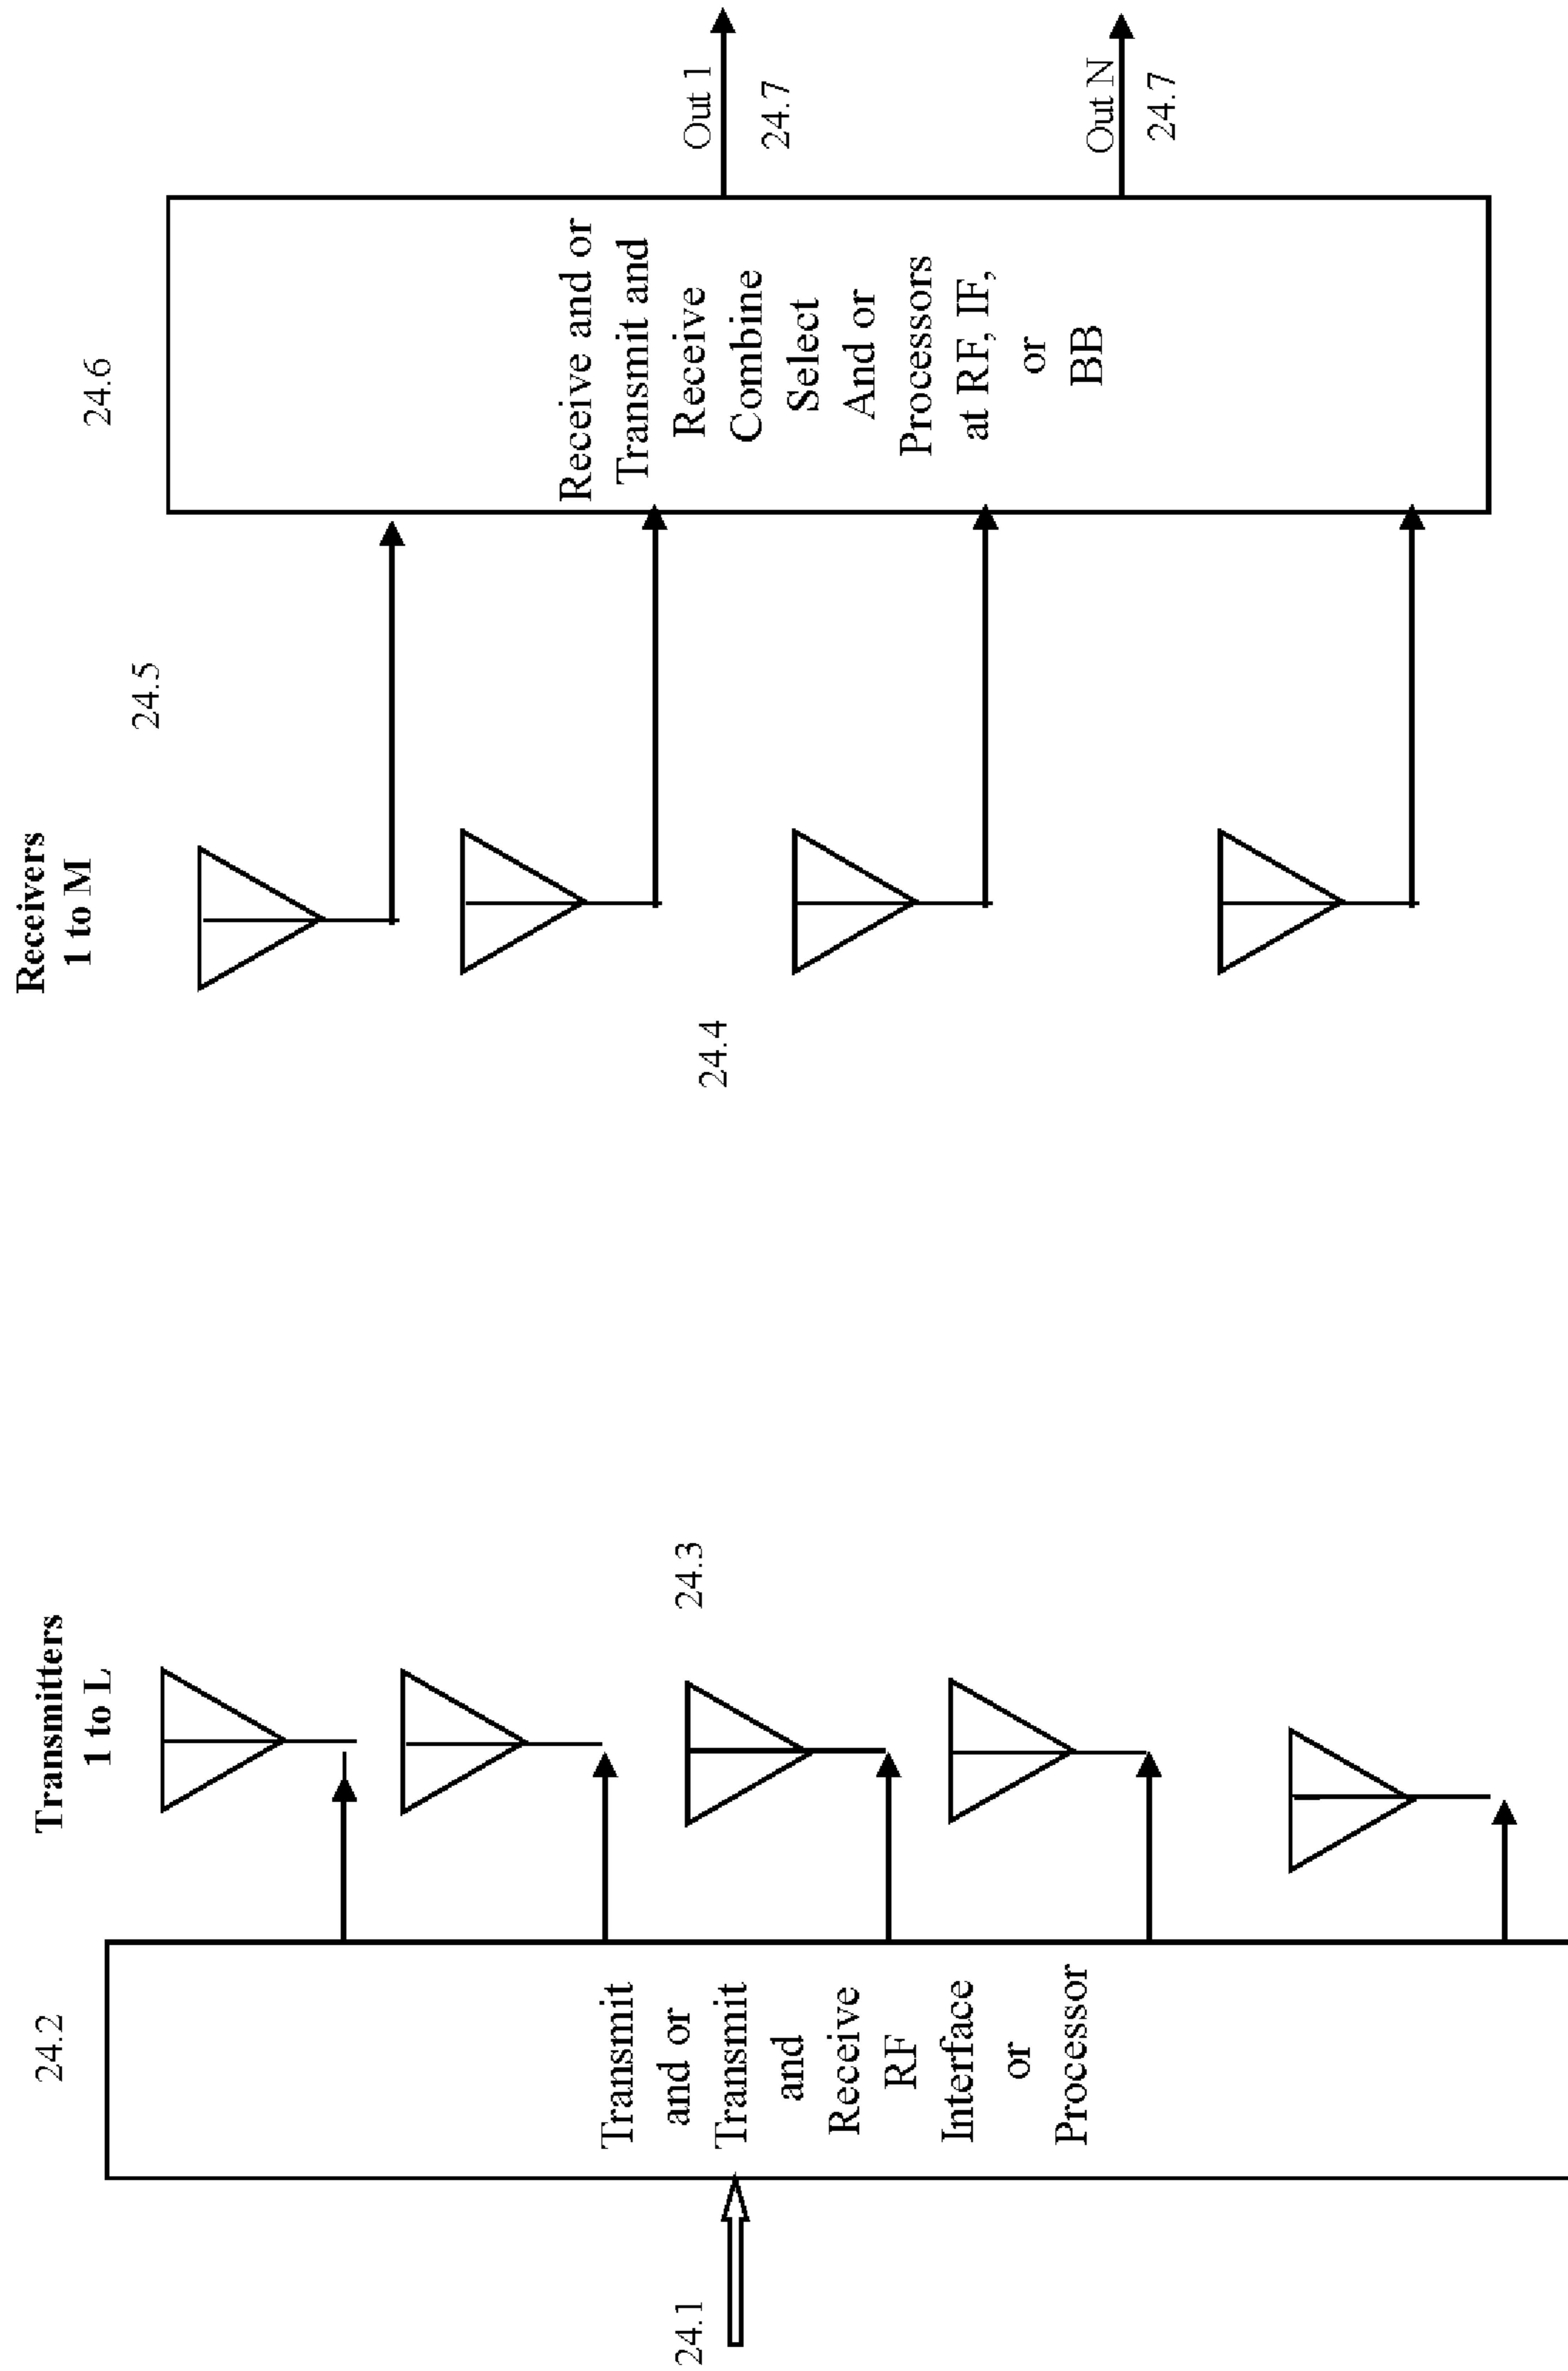 24.1
24.2
Transmit
and or
Transmit
and
Receive
RF
Interface
or
Processor
Transmitters
1 to L
24.3
24.4
Receivers
1 to M
24.5
24.6
Receive and or
Transmit and
Receive
Combine
Select
And or
Processors
at RF, IF,
or
BB
Out 1
24.7
Out N
24.7